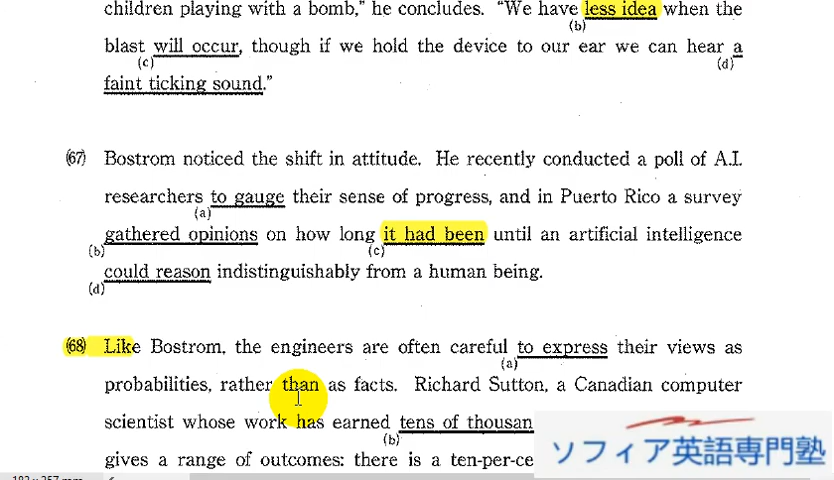 children playing with a bomb,” he concludes. “We have less idea when the
(b)
blast will occur, though if we hold the device to our ear we can hear a
(c) (d)
faint ticking sound.”
(67) Bostrom noticed the shift in attitude. He recently conducted a poll of A.I.
researchers to gauge their sense of progress, and in Puerto Rico a survey
(a)
gathered opinions on how long it had been until an artificial intelligence
(b) (c)
could reason indistinguishably from a human being.
(d)
(68) Like Bostrom, the engineers are often careful to express their views as
(a)
probabilities, rather than as facts. Richard Sutton, a Canadian computer
scientist whose work has earned tens of thousan
(b)
gives a range of outcomes: there is a ten-per-ce
ソフィア英語専門塾